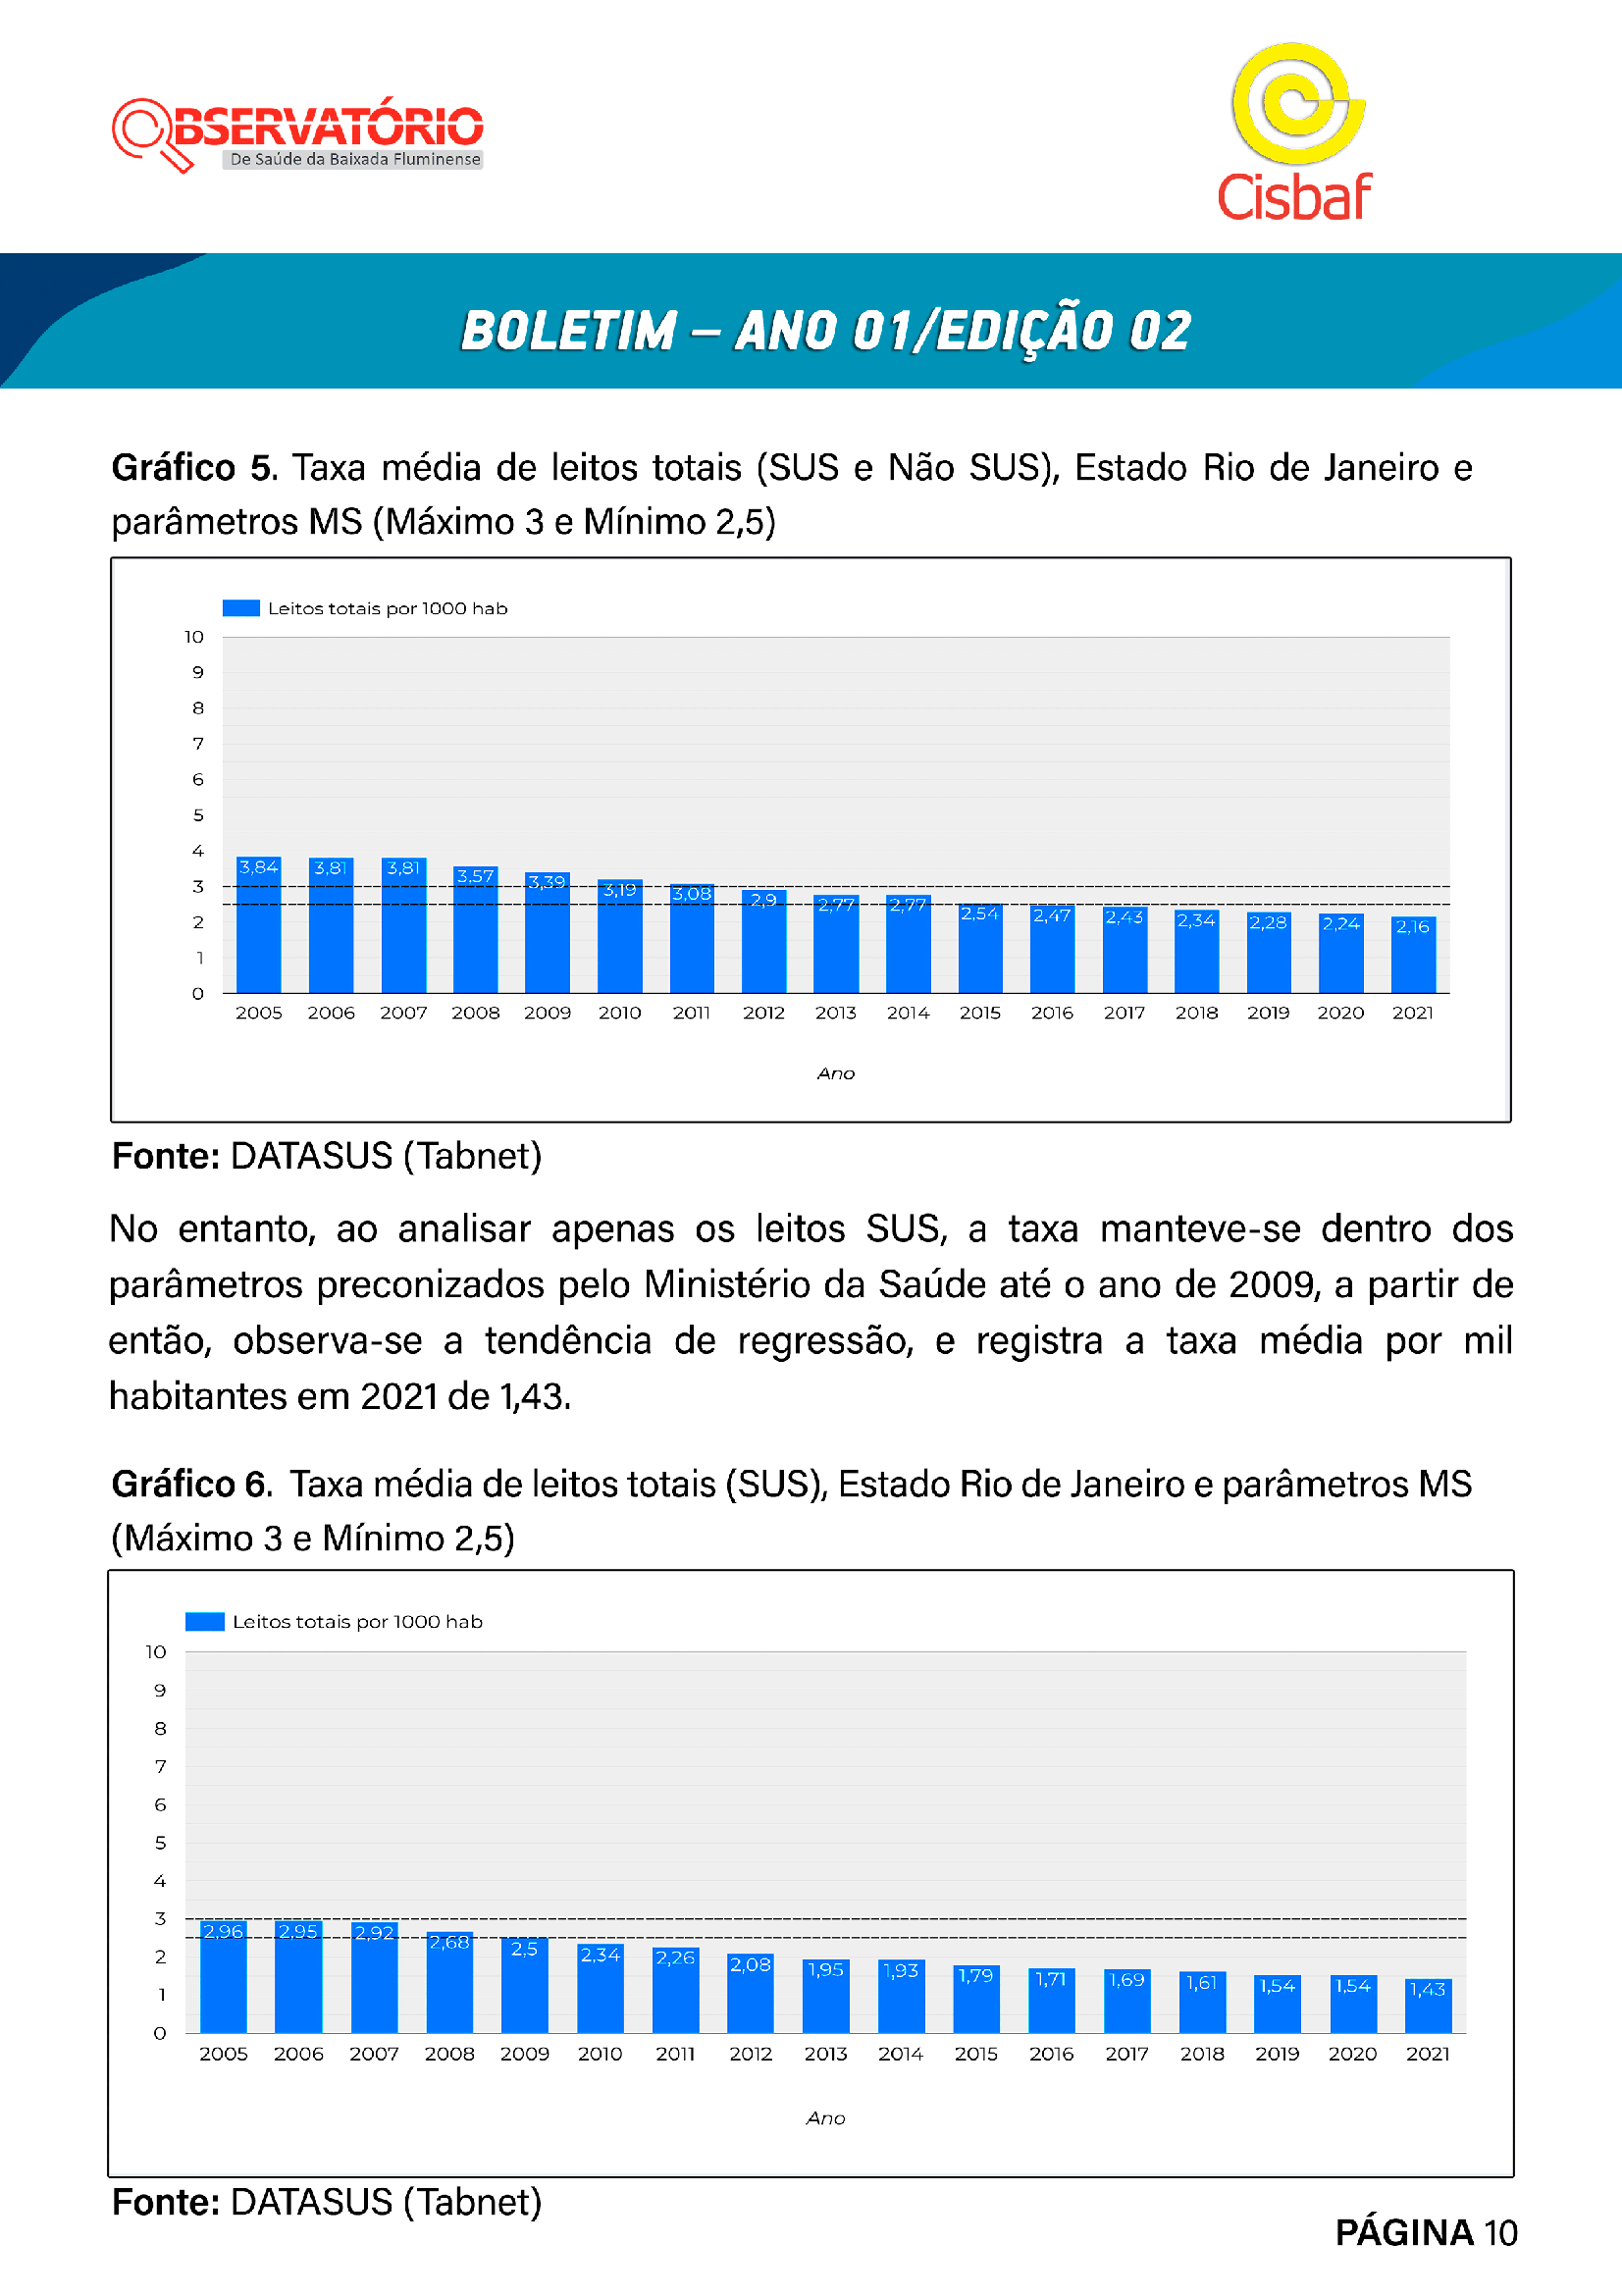 OBSERVATÓRIO
De Saúde da Baixada Fluminense
Cisbaf
BOLETIM – ANO 01/EDIÇÃO 02
Gráfico 5. Taxa média de leitos totais (SUS e Não SUS), Estado Rio de Janeiro e
parâmetros MS (Máximo 3 e Mínimo 2,5)
Leitos totais por 1000 hab
10
9
8
7
6
5
4
3
2
1
0
3,84 3,81 3,81 3,57 3,39 3,19 3,08 2,9 2,77 2,77 2,54 2,47 2,43 2,34 2,28 2,24 2,16
2005 2006 2007 2008 2009 2010 2011 2012 2013 2014 2015 2016 2017 2018 2019 2020 2021
Ano
Fonte: DATASUS (Tabnet)
No entanto, ao analisar apenas os leitos SUS, a taxa manteve-se dentro dos
parâmetros preconizados pelo Ministério da Saúde até o ano de 2009, a partir de
então, observa-se a tendência de regressão, e registra a taxa média por mil
habitantes em 2021 de 1,43.
Gráfico 6. Taxa média de leitos totais (SUS), Estado Rio de Janeiro e parâmetros MS
(Máximo 3 e Mínimo 2,5)
Leitos totais por 1000 hab
10
9
8
7
6
5
4
3
2
1
0
2,96 2,95 2,92 2,68 2,5 2,34 2,26 2,08 1,95 1,93 1,79 1,71 1,69 1,61 1,54 1,54 1,43
2005 2006 2007 2008 2009 2010 2011 2012 2013 2014 2015 2016 2017 2018 2019 2020 2021
Ano
Fonte: DATASUS (Tabnet)
PÁGINA 10